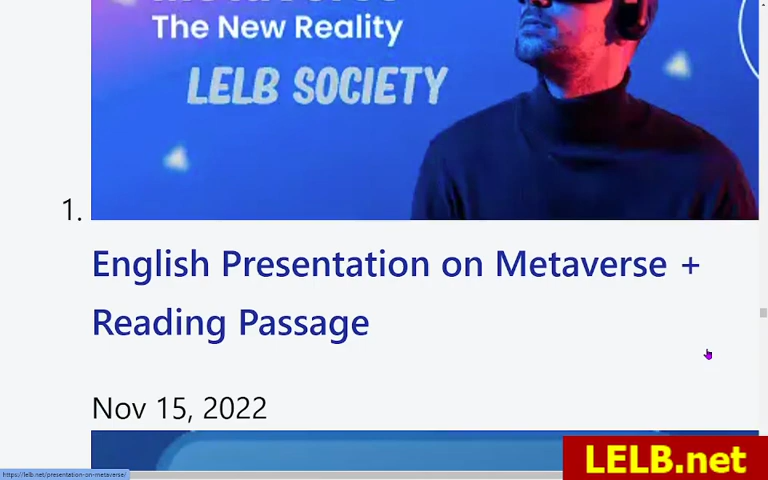 The New Reality
LELB SOCIETY
1.
English Presentation on Metaverse +
Reading Passage
Nov 15, 2022
LELB.net
https://lelb.net/presentation-on-metaverse/